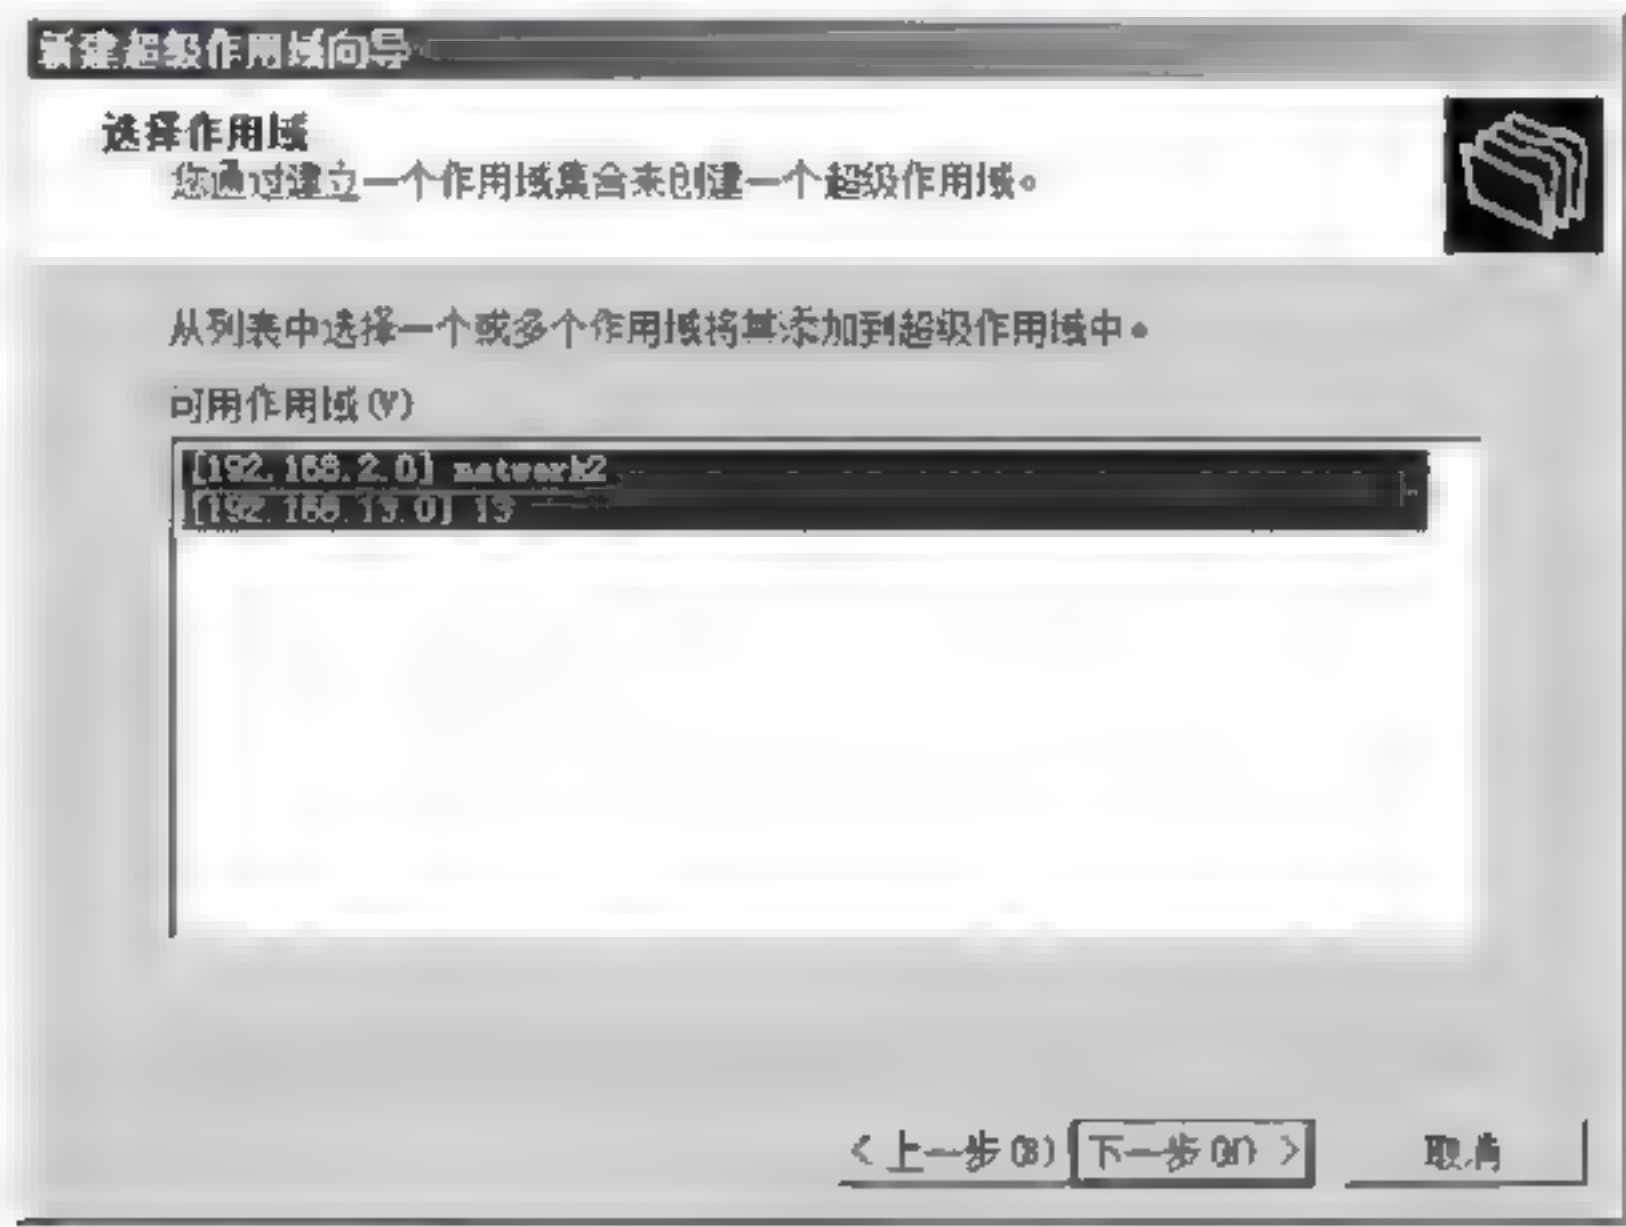 新建超级作用域向导
选择作用域
您通过建立一个作用域集合来创建一个超级作用域。
从列表中选择一个或多个作用域将其添加到超级作用域中。
可用作用域(V)
[192.168.2.0] network2
[192.168.13.0] 13
< 上一步(B) 下一步(N) > 取消